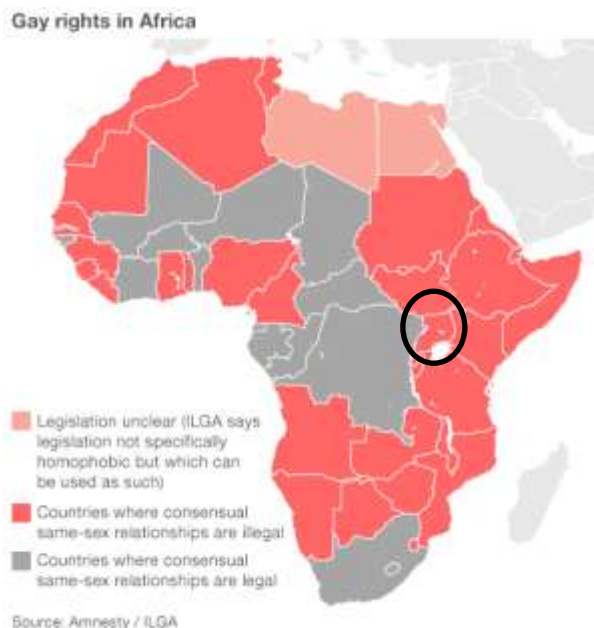 Gay rights in Africa
Legislation unclear (ILGA says
legislation not specifically
homophobic but which can
be used as such)
Countries where consensual
same-sex relationships are illegal
Countries where consensual
same-sex relationships are legal
Source: Amnesty / ILGA